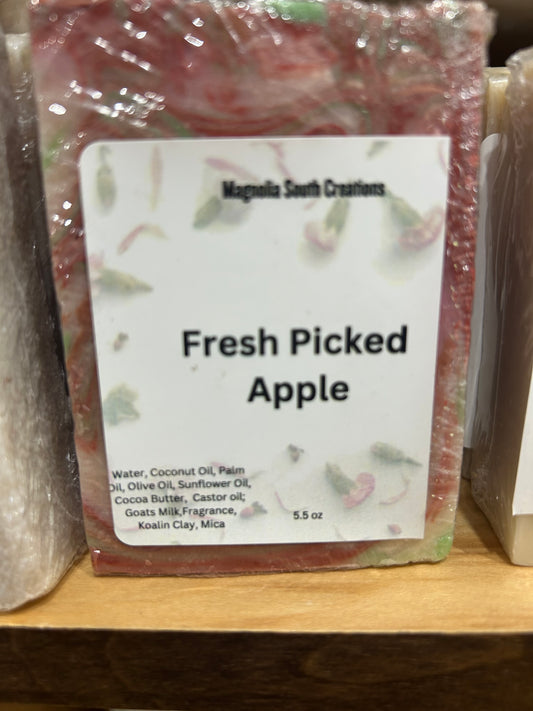 Magnolia South Creations
Fresh Picked
Apple
Water, Coconut Oil, Palm
Oil, Olive Oil, Sunflower Oil,
Cocoa Butter, Castor oil;
Goats Milk,Fragrance,
Koalin Clay, Mica
5.5 oz